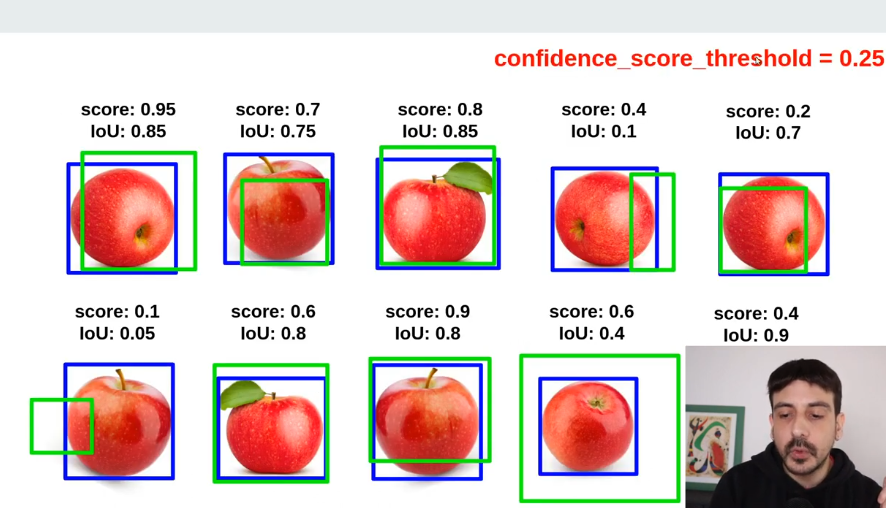 confidence_score_threshold = 0.25
score: 0.95
IoU: 0.85
score: 0.7
IoU: 0.75
score: 0.8
IoU: 0.85
score: 0.4
IoU: 0.1
score: 0.2
IoU: 0.7
score: 0.1
IoU: 0.05
score: 0.6
IoU: 0.8
score: 0.9
IoU: 0.8
score: 0.6
IoU: 0.4
score: 0.4
IoU: 0.9